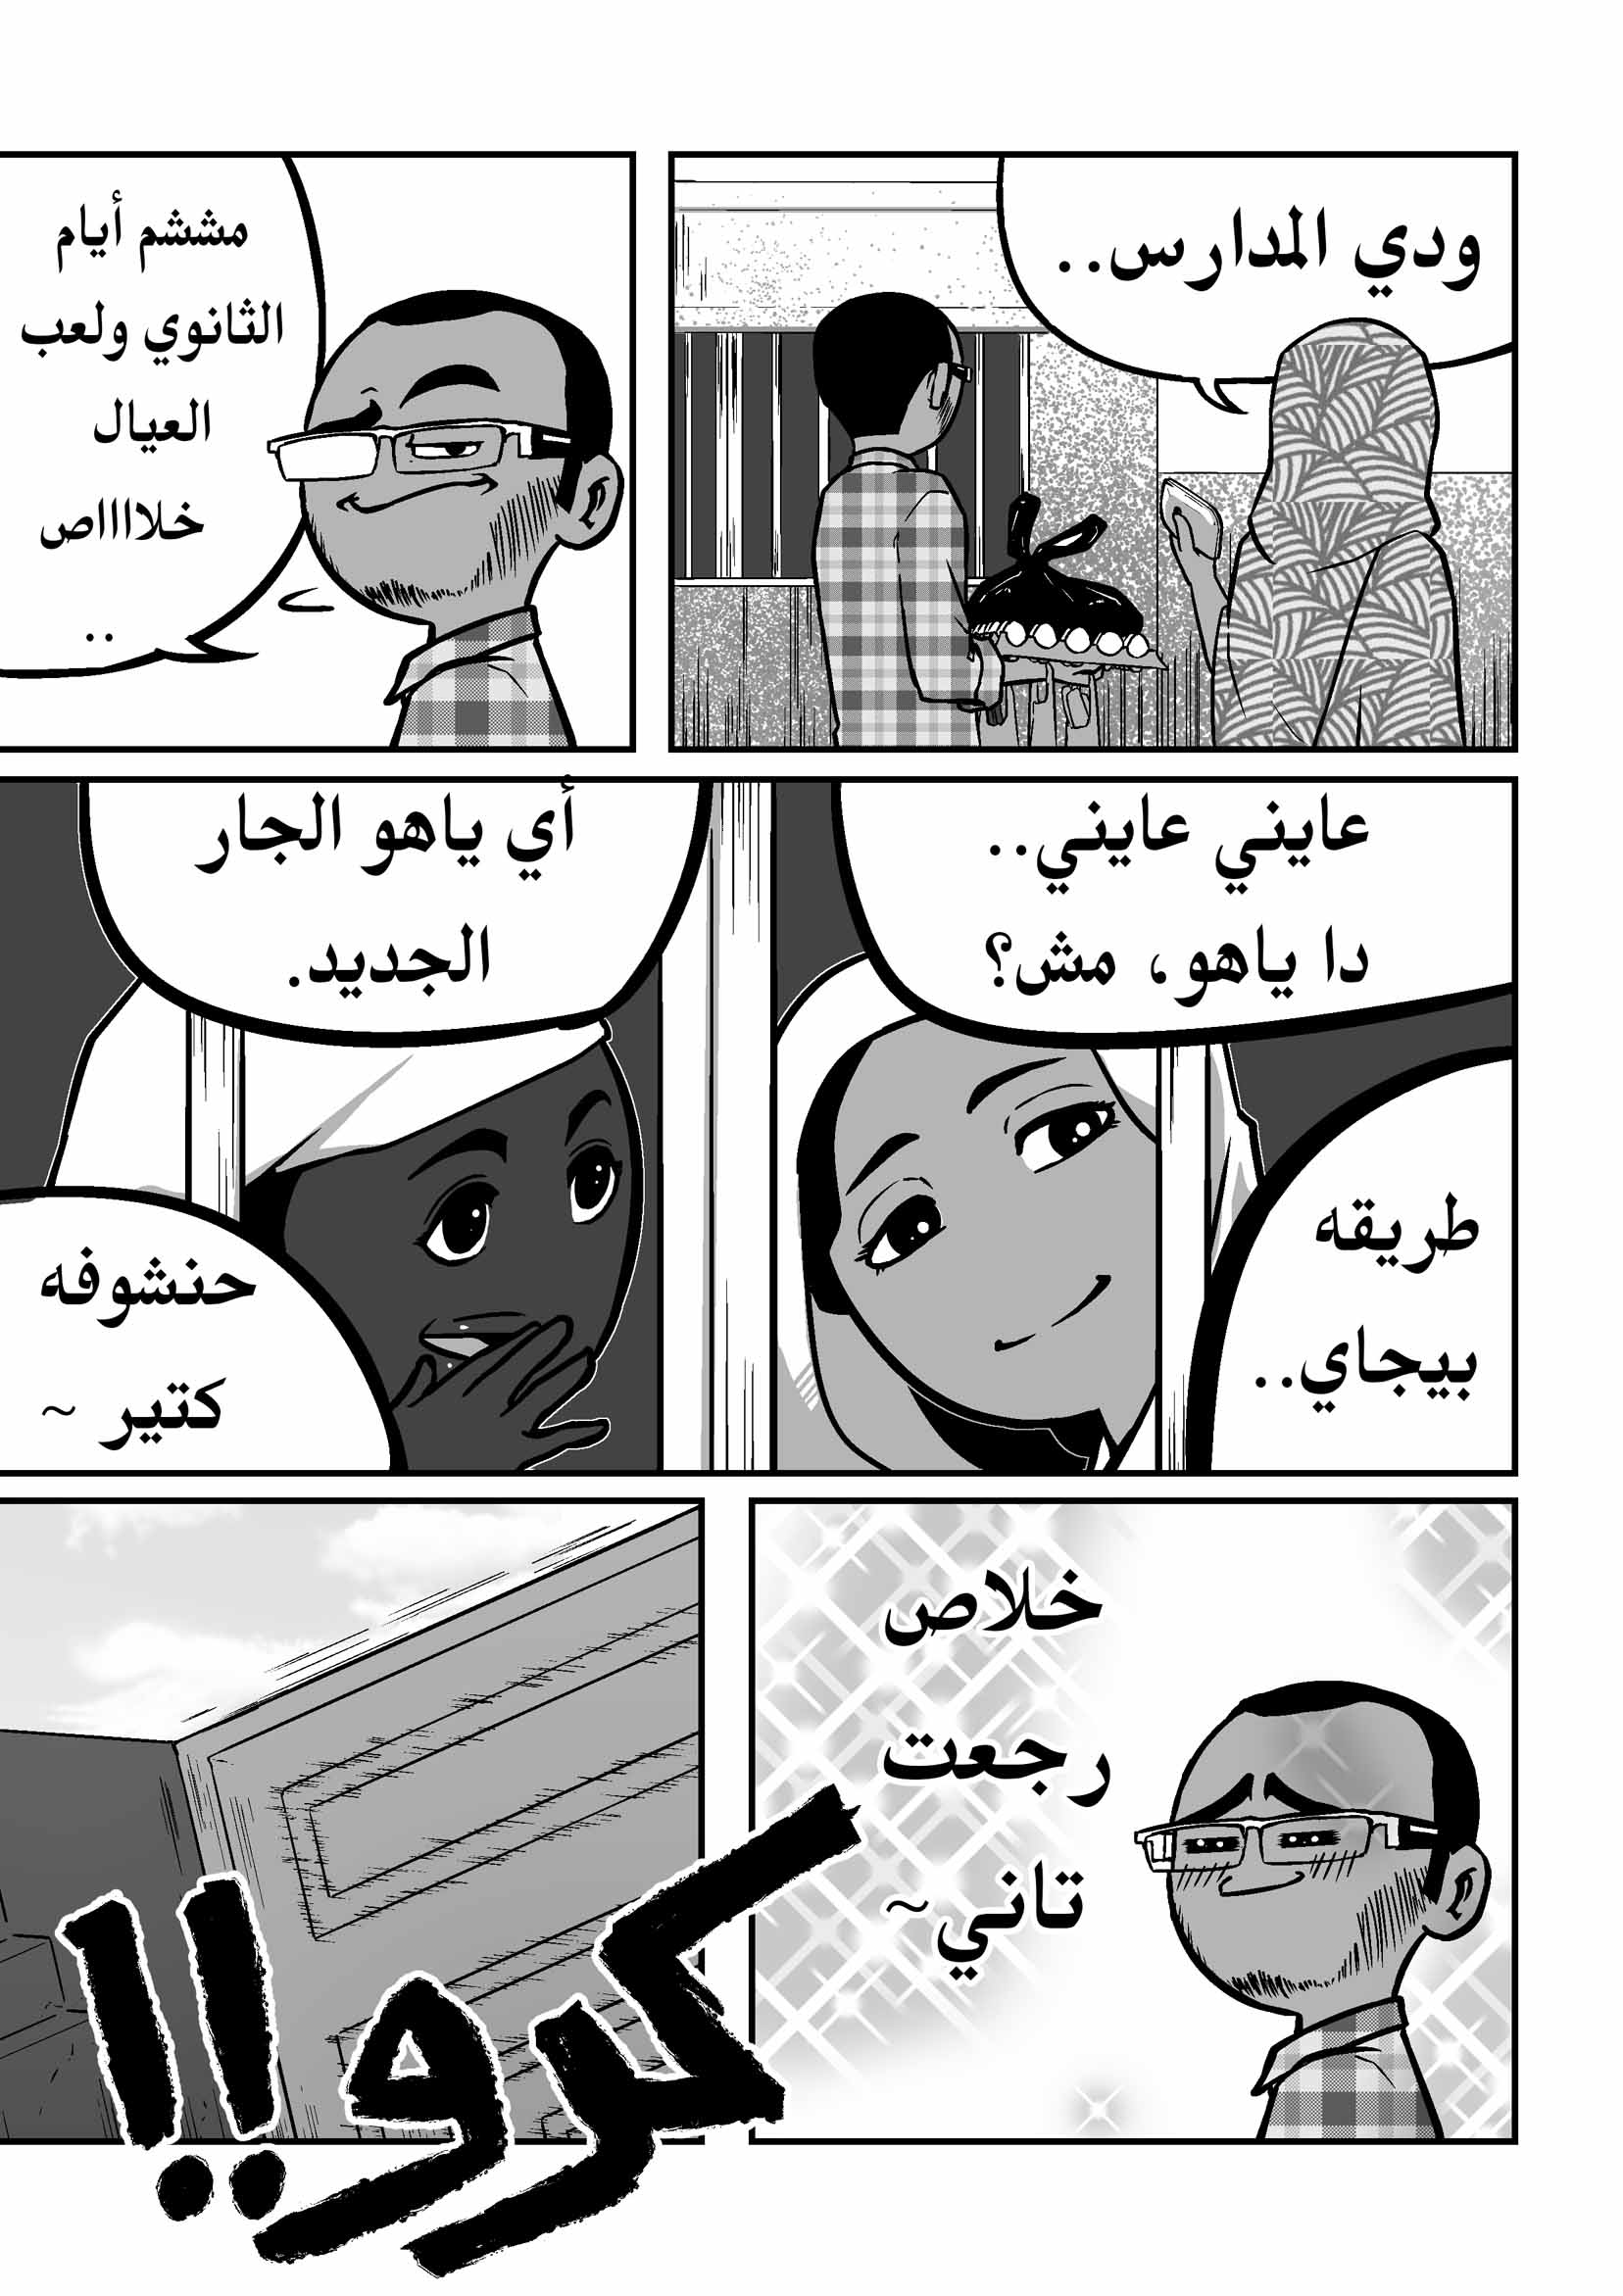 ودي المدارس..
مششم أيام
الثانوي ولعب
العيال
خلااااص
..
عايني عايني..
دا ياهو، مش؟
طريقه
بيجاي..
أي ياهو الجار
الجديد.
حنشوفه
كتير ~
خلاص
رجعت
تاني~
كرو!!